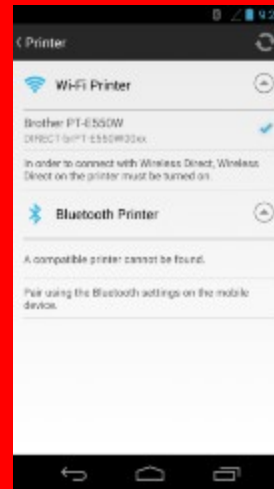 9:2
Printer
Wi-Fi Printer
Brother PT-E550W
In order to connect with Wireless Direct, Wireless
Direct on the printer must be turned on.
Bluetooth Printer
A compatible printer cannot be found.
Pair using the Bluetooth settings on the mobile
device.